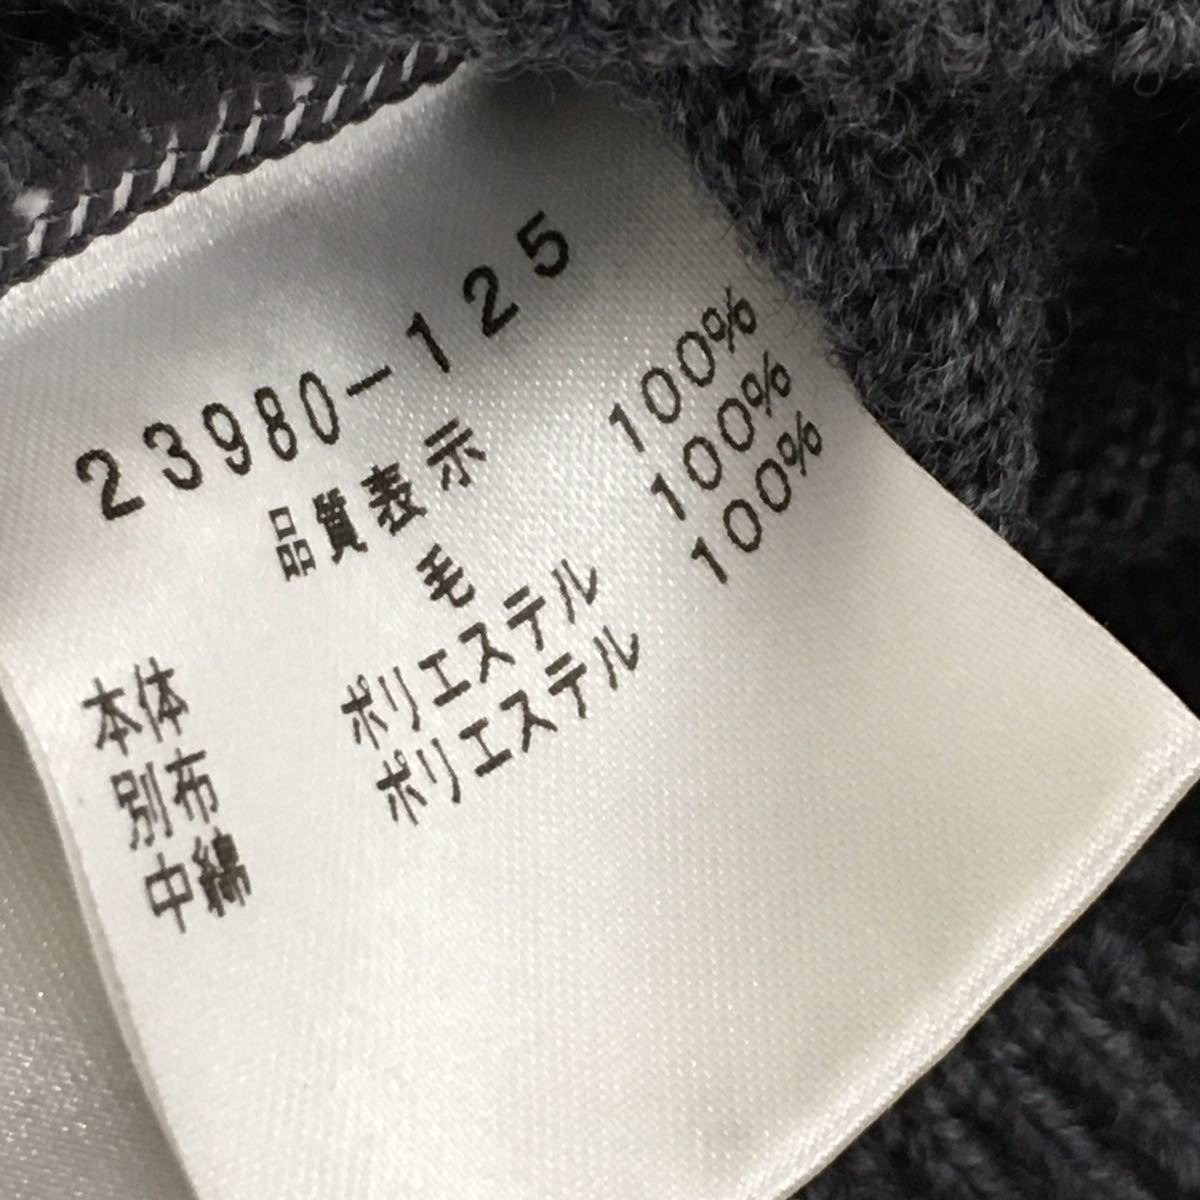 23980-125
品質表示
本体 毛 100%
別布 ポリエステル 100%
中綿 ポリエステル 100%